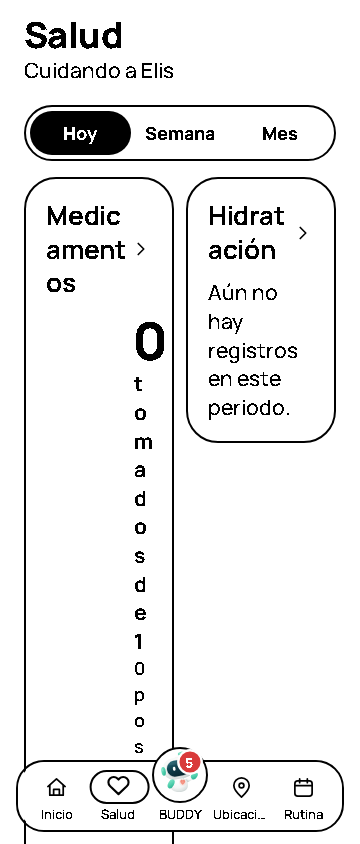 Salud
Cuidando a Elis
Hoy Semana Mes
Medic
ament
os
0
t
o
m
a
d
o
s
d
e
1
0
p
o
s
Hidrat
ación
Aún no
hay
registros
en este
periodo.
5
Inicio Salud BUDDY Ubicaci... Rutina